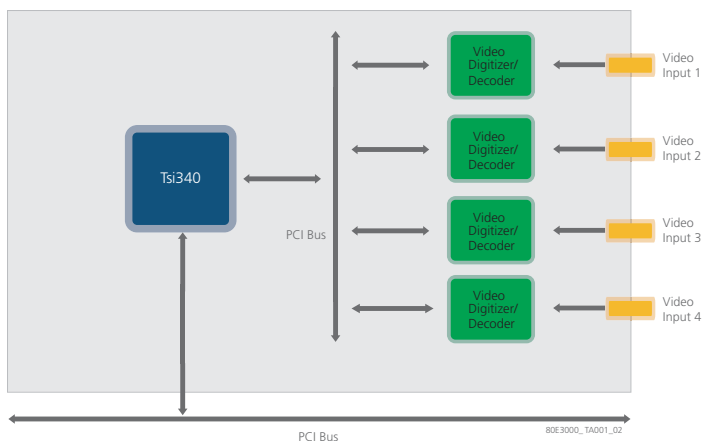 Video
Digitizer/
Decoder
Video
Input 1
Video
Digitizer/
Decoder
Video
Input 2
Tsi340
Video
Digitizer/
Decoder
Video
Input 3
PCI Bus
Video
Digitizer/
Decoder
Video
Input 4
PCI Bus
80E3000_TA001_02